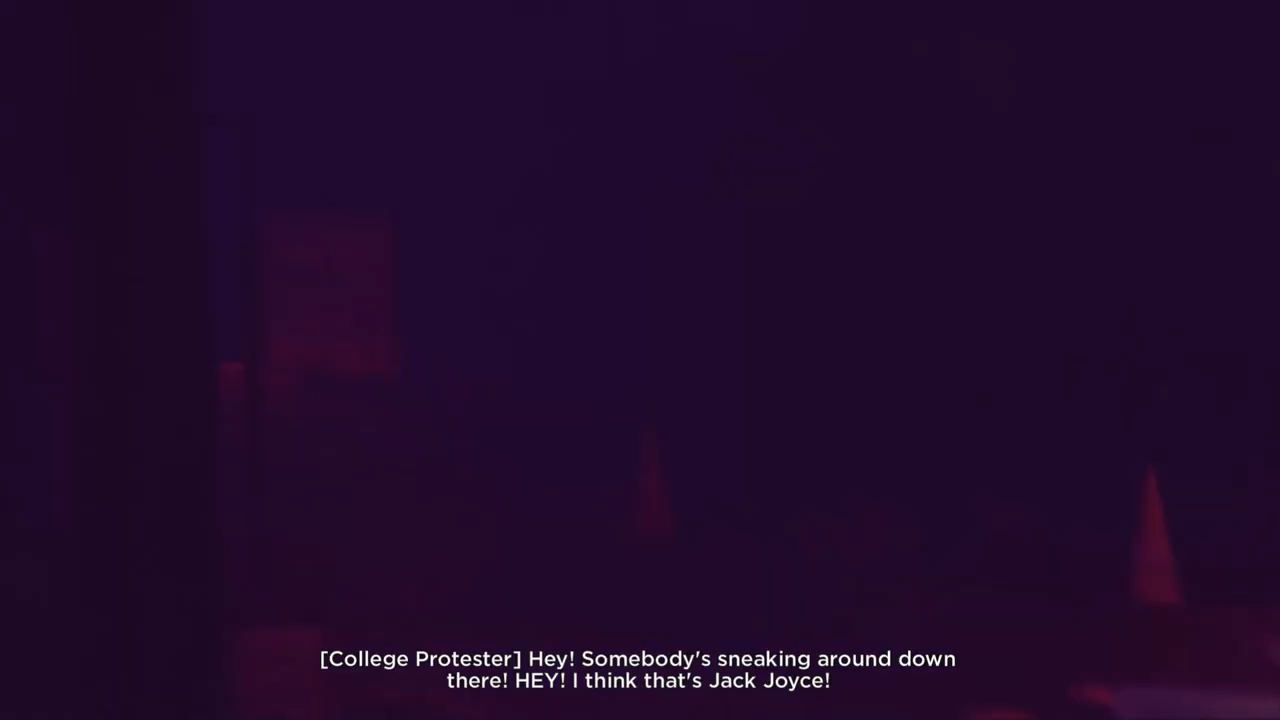 [College Protester] Hey! Somebody's sneaking around down
there! HEY! I think that's Jack Joyce!